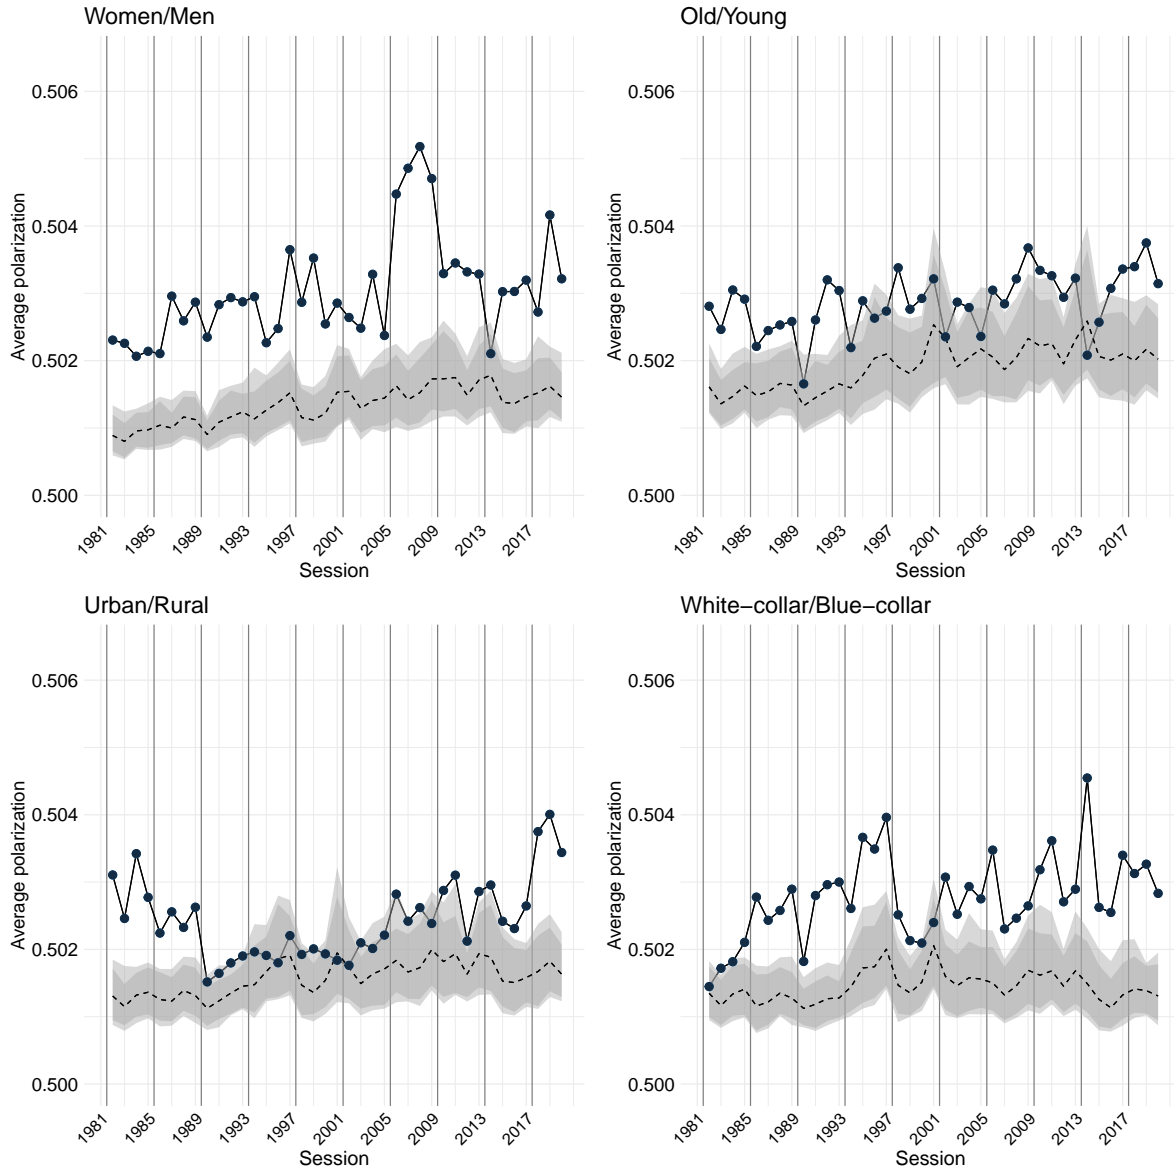 Women/Men
0.506
0.504
0.502
0.500
Average polarization
1981 1985 1989 1993 1997 2001 2005 2009 2013 2017
Session
Old/Young
0.506
0.504
0.502
0.500
Average polarization
1981 1985 1989 1993 1997 2001 2005 2009 2013 2017
Session
Urban/Rural
0.506
0.504
0.502
0.500
Average polarization
1981 1985 1989 1993 1997 2001 2005 2009 2013 2017
Session
White−collar/Blue−collar
0.506
0.504
0.502
0.500
Average polarization
1981 1985 1989 1993 1997 2001 2005 2009 2013 2017
Session